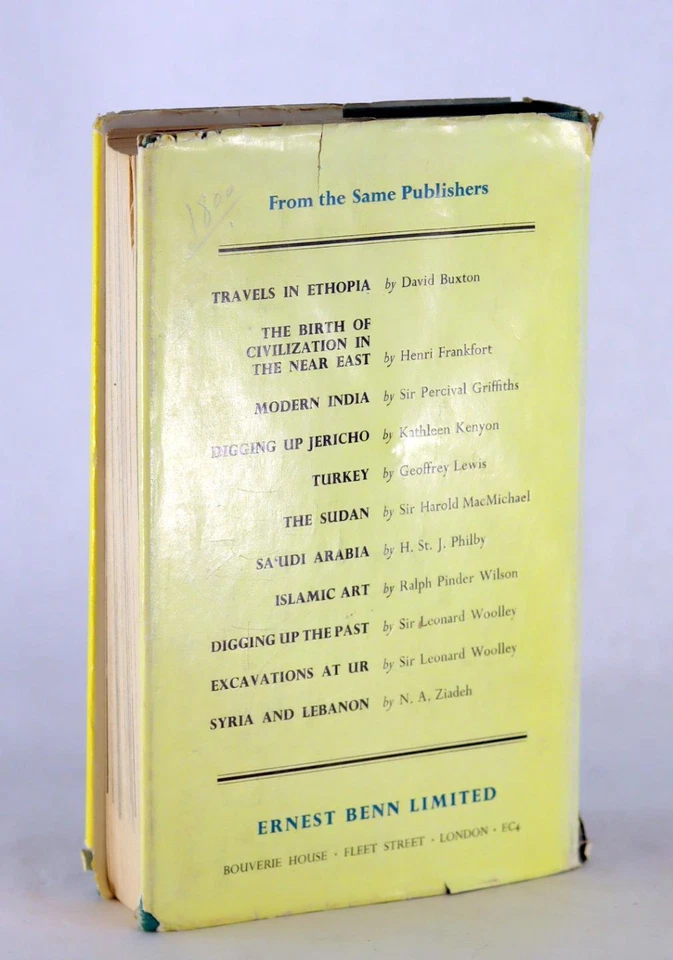 1800
From the Same Publishers
TRAVELS IN ETHOPIA by David Buxton
THE BIRTH OF
CIVILIZATION IN
THE NEAR EAST by Henri Frankfort
MODERN INDIA by Sir Percival Griffiths
DIGGING UP JERICHO by Kathleen Kenyon
TURKEY by Geoffrey Lewis
THE SUDAN by Sir Harold MacMichael
SA'UDI ARABIA by H. St. J. Philby
ISLAMIC ART by Ralph Pinder Wilson
DIGGING UP THE PAST by Sir Leonard Woolley
EXCAVATIONS AT UR by Sir Leonard Woolley
SYRIA AND LEBANON by N. A. Ziadeh
ERNEST BENN LIMITED
BOUVERIE HOUSE · FLEET STREET · LONDON · EC4